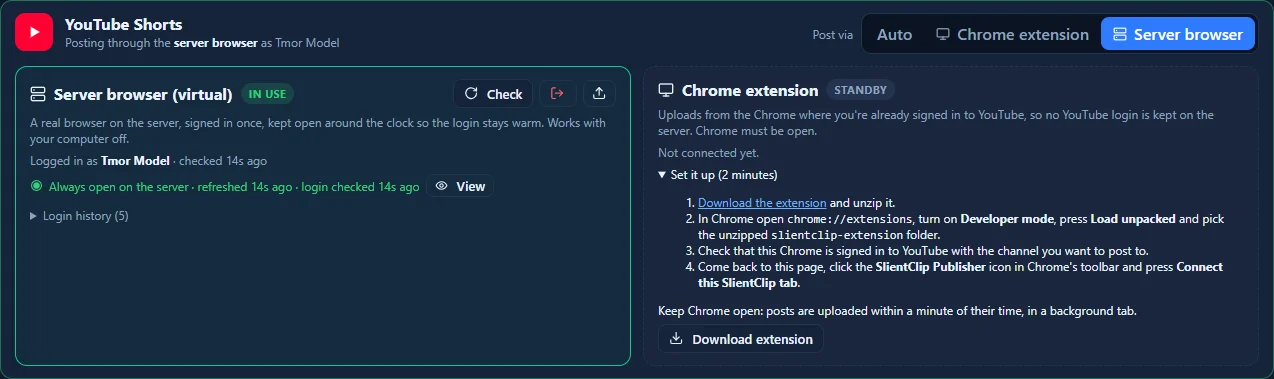 YouTube Shorts
Posting through the server browser as Tmor Model
Post via
Auto
Chrome extension
Server browser
Server browser (virtual)
IN USE
Check
A real browser on the server, signed in once, kept open around the clock so the login stays warm. Works with
your computer off.
Logged in as Tmor Model · checked 14s ago
Always open on the server · refreshed 14s ago · login checked 14s ago
View
Login history (5)
Chrome extension
STANDBY
Uploads from the Chrome where you're already signed in to YouTube, so no YouTube login is kept on the
server. Chrome must be open.
Not connected yet.
Set it up (2 minutes)
1. Download the extension and unzip it.
2. In Chrome open chrome://extensions, turn on Developer mode, press Load unpacked and pick
the unzipped slientclip-extension folder.
3. Check that this Chrome is signed in to YouTube with the channel you want to post to.
4. Come back to this page, click the SlientClip Publisher icon in Chrome's toolbar and press Connect
this SlientClip tab.
Keep Chrome open: posts are uploaded within a minute of their time, in a background tab.
Download extension